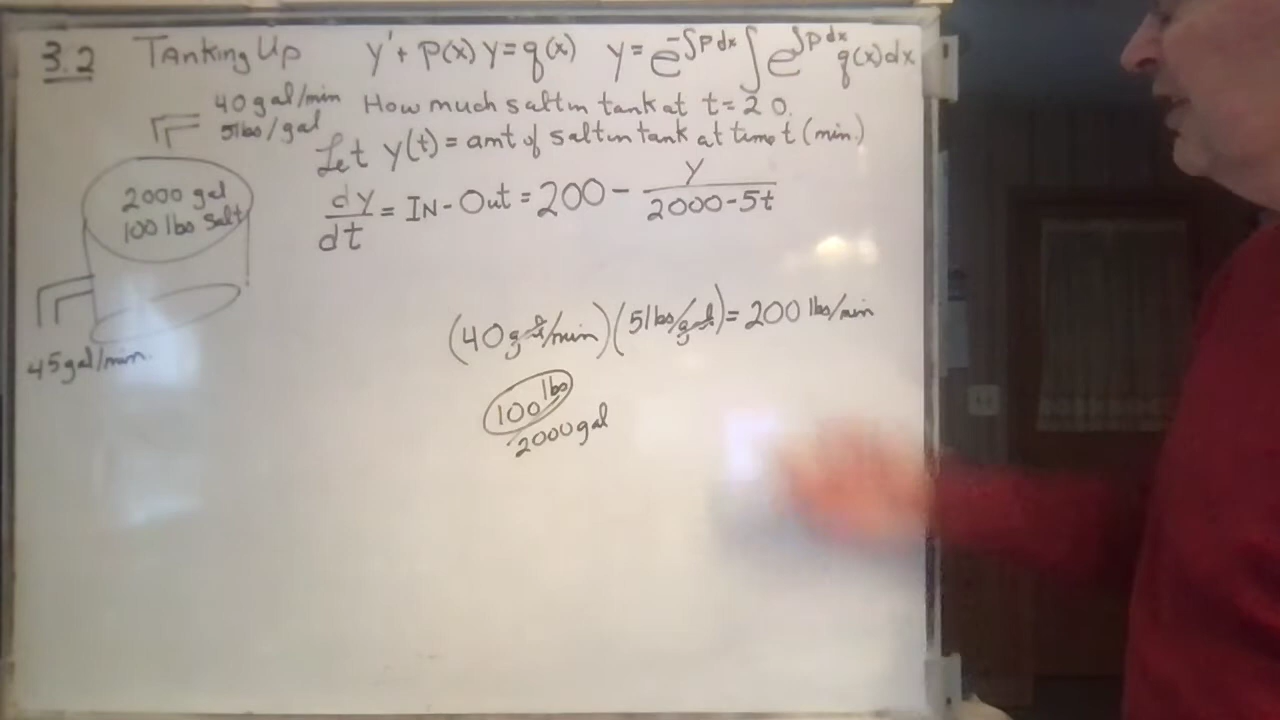 3.2 Tanking Up y' + p(x) y = q(x) y = e^{-∫p dx} ∫ e^{∫p dx} q(x) dx
40 gal/min How much salt in tank at t = 20.
5 lbs/gal
Let y(t) = amt of salt in tank at time t (min.)
2000 gal
100 lbs Salt
dy/dt = IN - Out = 200 - y/(2000-5t)
(40 gal/min)(5 lbs/gal) = 200 lbs/min
45 gal/min.
100 lbs
2000 gal